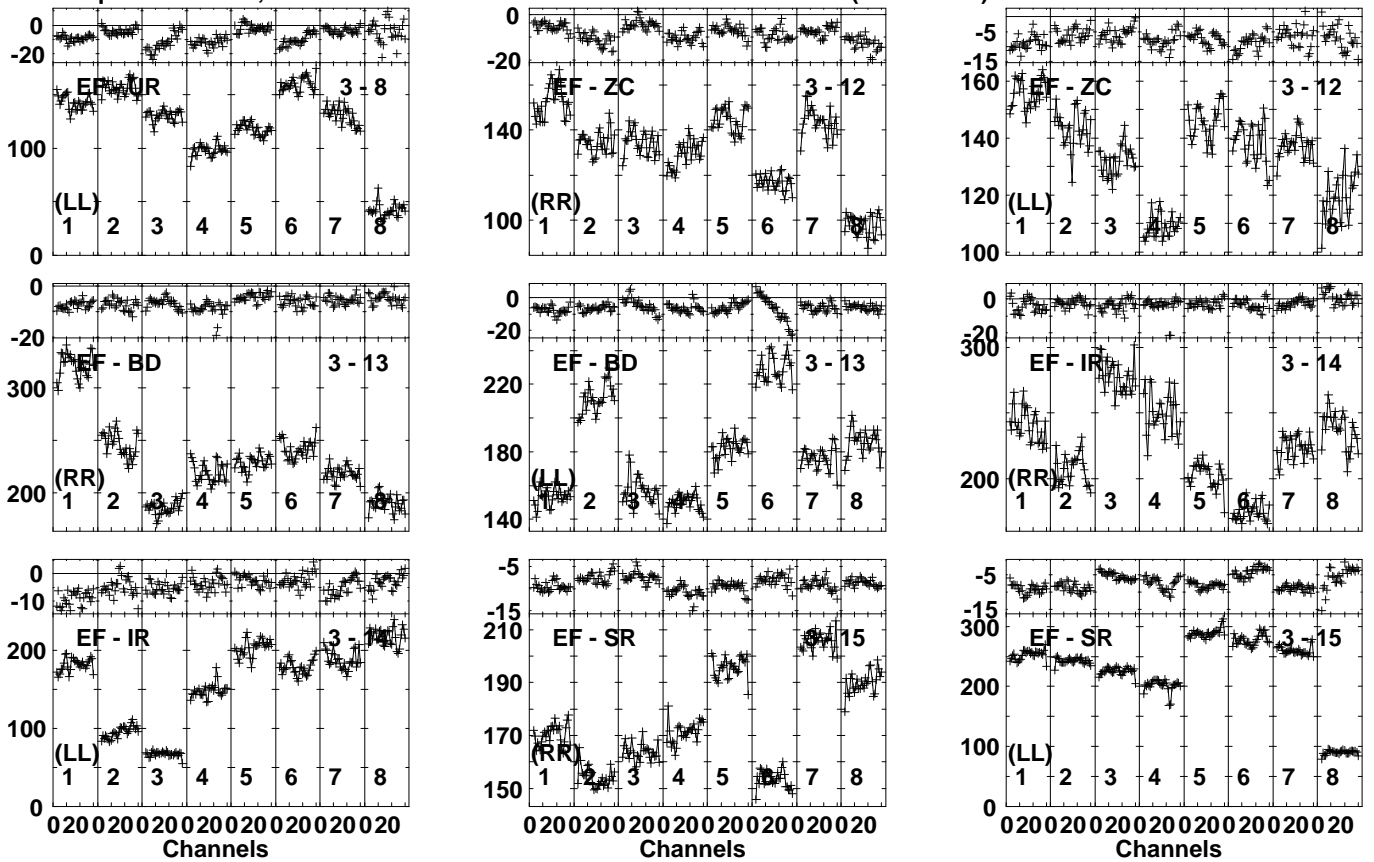 0
-20
EF - UR 3 - 8
100
(LL)
1 2 3 4 5 6 7 8
0
0
-20
EF - ZC 3 - 12
140
100
(RR)
1 2 3 4 5 6 7 8
-5
-15
160
EF - ZC 3 - 12
140
120
(LL)
1 2 3 4 5 6 7 8
100
0
-20
EF - BD 3 - 13
300
(RR)
200
1 2 3 4 5 6 7 8
0
-20
EF - BD 3 - 13
220
180
(LL)
1 2 3 4 5 6 7 8
140
0
-20
300
EF - IR 3 - 14
(RR)
200
1 2 3 4 5 6 7 8
0
-10
EF - IR 3 - 14
200
100
(LL)
1 2 3 4 5 6 7 8
0
-5
-15
210
EF - SR 3 - 15
190
170
(RR)
1 2 3 4 5 6 7 8
150
-5
-15
300
EF - SR 3 - 15
200
100
(LL)
1 2 3 4 5 6 7 8
0
0 20 0 20 0 20 0 20 0 20 0 20 0 20 0 20
Channels
0 20 0 20 0 20 0 20 0 20 0 20 0 20 0 20
Channels
0 20 0 20 0 20 0 20 0 20 0 20 0 20 0 20
Channels